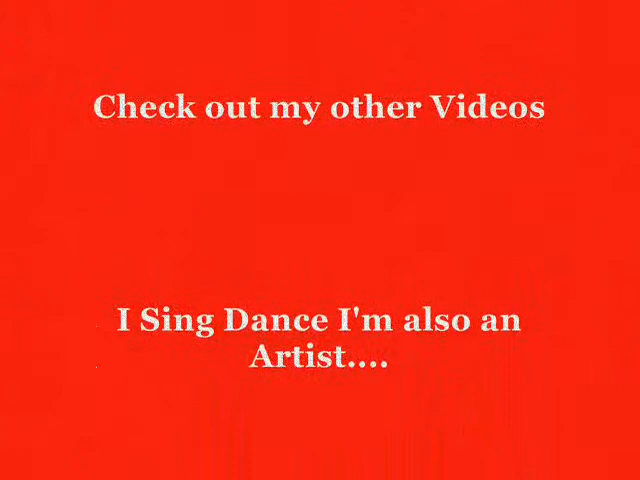 Check out my other Videos
I Sing Dance I'm also an
Artist....